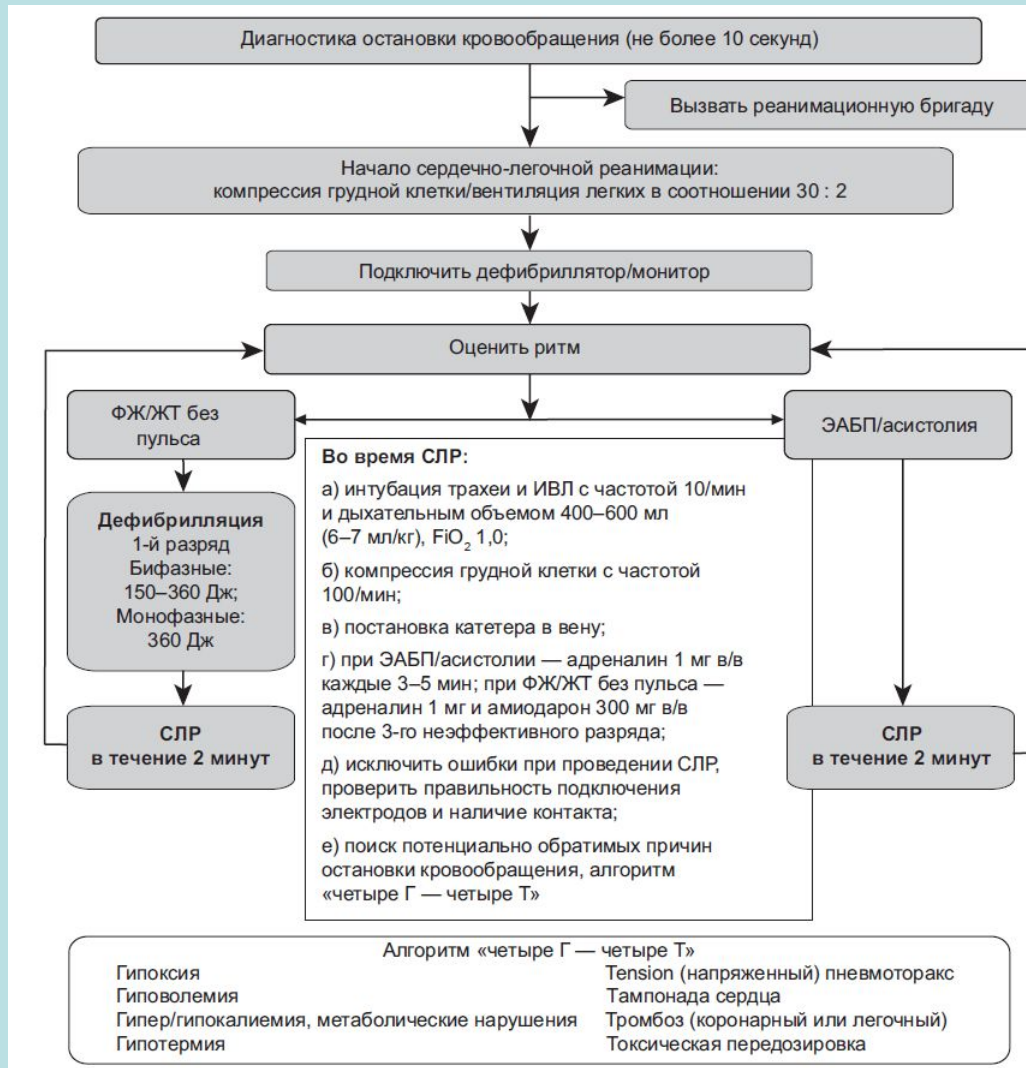 Диагностика остановки кровообращения (не более 10 секунд)
Вызвать реанимационную бригаду
Начало сердечно-легочной реанимации:
компрессия грудной клетки/вентиляция легких в соотношении 30 : 2
Подключить дефибриллятор/монитор
Оценить ритм
ФЖ/ЖТ без
пульса
Дефибрилляция
1-й разряд
Бифазные:
150–360 Дж;
Монофазные:
360 Дж
СЛР
в течение 2 минут
Во время СЛР:
а) интубация трахеи и ИВЛ с частотой 10/мин
и дыхательным объемом 400–600 мл
(6–7 мл/кг), FiO2 1,0;
б) компрессия грудной клетки с частотой
100/мин;
в) постановка катетера в вену;
г) при ЭАБП/асистолии — адреналин 1 мг в/в
каждые 3–5 мин; при ФЖ/ЖТ без пульса —
адреналин 1 мг и амиодарон 300 мг в/в
после 3-го неэффективного разряда;
д) исключить ошибки при проведении СЛР,
проверить правильность подключения
электродов и наличие контакта;
е) поиск потенциально обратимых причин
остановки кровообращения, алгоритм
«четыре Г — четыре Т»
ЭАБП/асистолия
СЛР
в течение 2 минут
Алгоритм «четыре Г — четыре Т»
Гипоксия
Гиповолемия
Гипер/гипокалиемия, метаболические нарушения
Гипотермия
Tension (напряженный) пневмоторакс
Тампонада сердца
Тромбоз (коронарный или легочный)
Токсическая передозировка